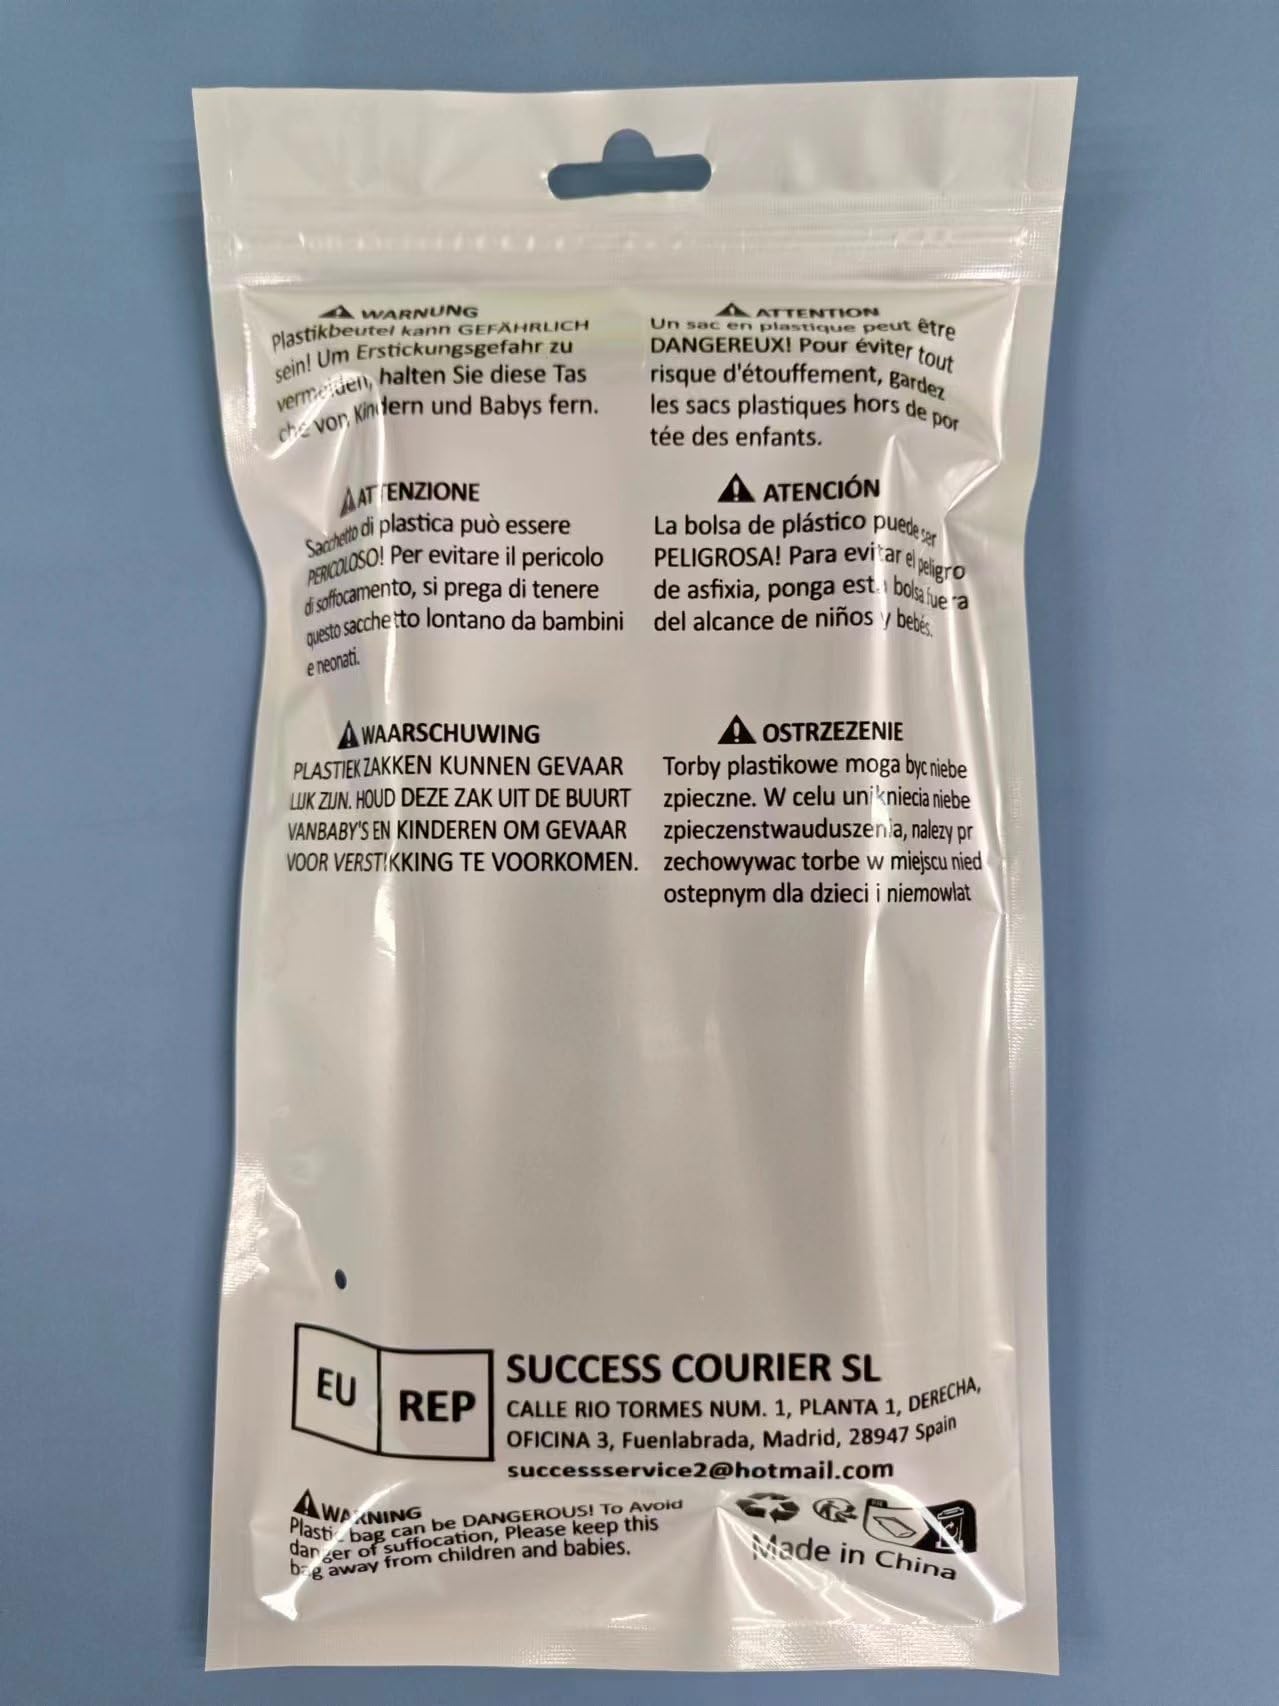 WARNUNG
Plastikbeutel kann GEFÄHRLICH
sein! Um Erstickungsgefahr zu
vermeiden, halten Sie diese Tas
che von Kindern und Babys fern.
ATTENTION
Un sac en plastique peut être
DANGEREUX! Pour éviter tout
risque d'étouffement, gardez
les sacs plastiques hors de por
tée des enfants.
ATTENZIONE
Sacchetto di plastica può essere
PERICOLOSO! Per evitare il pericolo
di soffocamento, si prega di tenere
questo sacchetto lontano da bambini
e neonati.
ATENCIÓN
La bolsa de plástico puede ser
PELIGROSA! Para evitar el peligro
de asfixia, ponga esta bolsa fuera
del alcance de niños y bebés.
WAARSCHUWING
PLASTIEK ZAKKEN KUNNEN GEVAAR
LIJK ZIJN. HOUD DEZE ZAK UIT DE BUURT
VANBABY'S EN KINDEREN OM GEVAAR
VOOR VERSTIKKING TE VOORKOMEN.
OSTRZEZENIE
Torby plastikowe moga byc niebe
zpieczne. W celu unikniecia niebe
zpieczenstwauduszenia, nalezy pr
zechowywac torbe w miejscu nied
ostepnym dla dzieci i niemowlat
EU REP
SUCCESS COURIER SL
CALLE RIO TORMES NUM. 1, PLANTA 1, DERECHA,
OFICINA 3, Fuenlabrada, Madrid, 28947 Spain
successservice2@hotmail.com
WARNING
Plastic bag can be DANGEROUS! To Avoid
danger of suffocation, Please keep this
bag away from children and babies.
Made in China